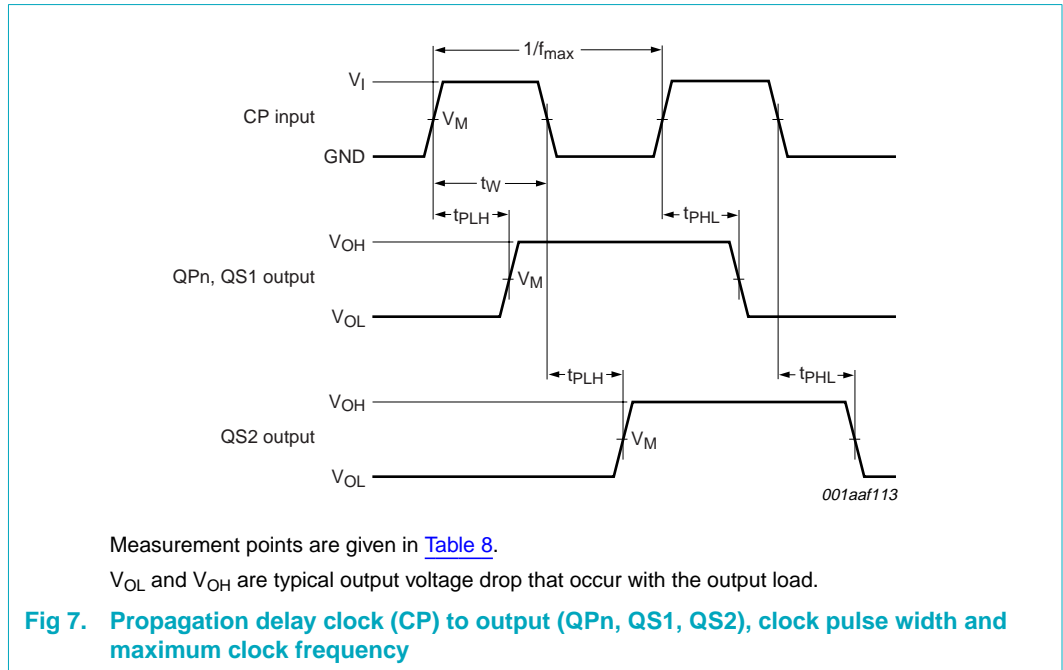 1/fmax
VI
CP input
VM
GND
tW
tPLH
tPHL
VOH
QPn, QS1 output
VM
VOL
tPLH
tPHL
VOH
QS2 output
VM
VOL
001aaf113
Measurement points are given in Table 8.
VOL and VOH are typical output voltage drop that occur with the output load.
Fig 7. Propagation delay clock (CP) to output (QPn, QS1, QS2), clock pulse width and
maximum clock frequency